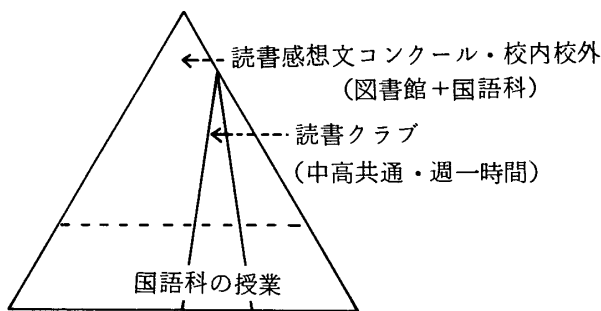 読書感想文コンクール・校内校外
(図書館+国語科)
読書クラブ
(中高共通・週一時間)
国語科の授業